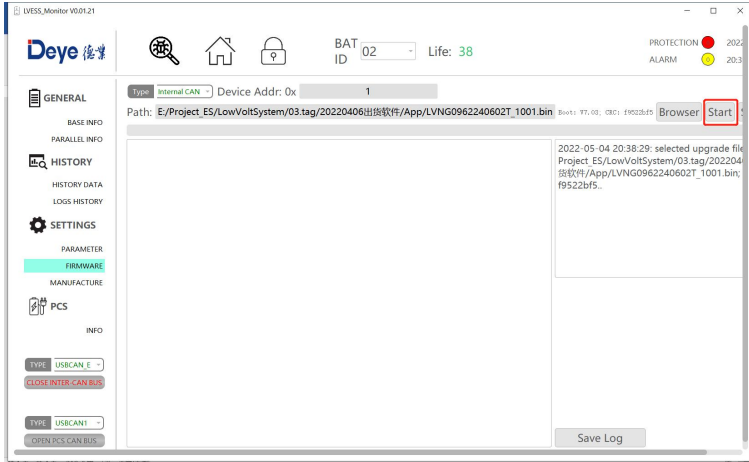 LVESS_Monitor V0.01.21
Deye 德業
BAT ID 02 Life: 38
PROTECTION 2022
ALARM 20:3
GENERAL
BASE INFO
PARALLEL INFO
HISTORY
HISTORY DATA
LOGS HISTORY
SETTINGS
PARAMETER
FIRMWARE
MANUFACTURE
PCS
INFO
TYPE USBCAN_E
CLOSE INTER-CAN BUS
TYPE USBCAN1
OPEN PCS CAN BUS
Type Internal CAN Device Addr: 0x 1
Path: E:/Project_ES/LowVoltSystem/03.tag/20220406出货软件/App/LVNG0962240602T_1001.bin Boot: V7.02; CRC: f9522bf5 Browser Start
2022-05-04 20:38:29: selected upgrade file
Project_ES/LowVoltSystem/03.tag/202204
货软件/App/LVNG0962240602T_1001.bin;
f9522bf5..
Save Log